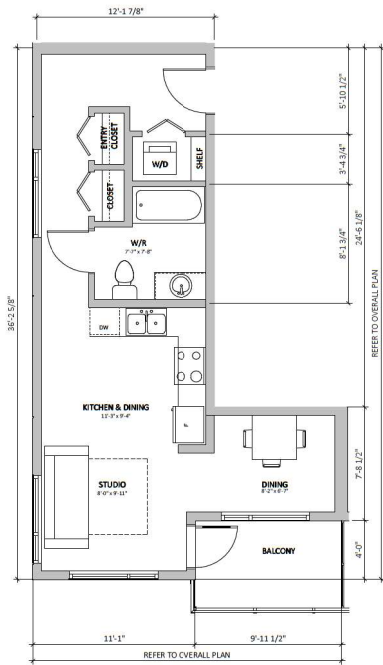 12'-1 7/8"
5'-10 1/2"
ENTRY
CLOSET
W/D
SHELF
3'-4 3/4"
CLOSET
W/R
7'-7" x 7'-8"
8'-1 3/4"
24'-6 1/8"
REFER TO OVERALL PLAN
36'-2 5/8"
DW
KITCHEN & DINING
11'-3" x 9'-4"
F
STUDIO
8'-0" x 9'-11"
DINING
8'-2" x 6'-7"
7'-8 1/2"
BALCONY
4'-0"
11'-1"
9'-11 1/2"
REFER TO OVERALL PLAN